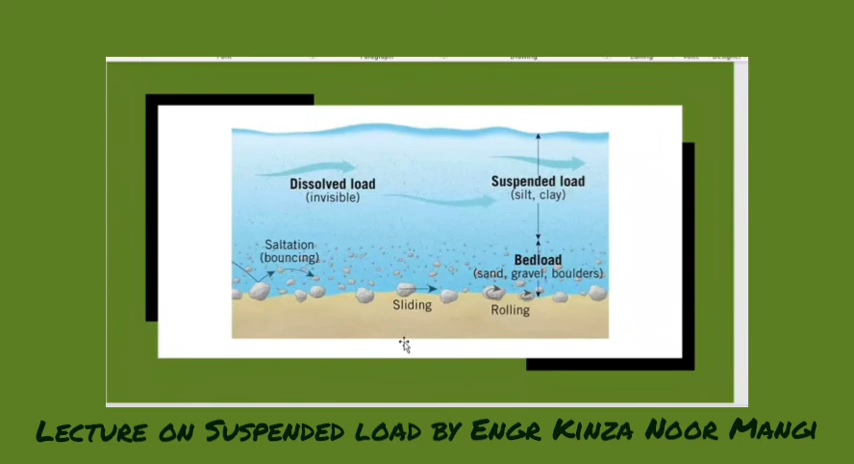 Dissolved load
(invisible)
Suspended load
(silt, clay)
Saltation
(bouncing)
Bedload
(sand, gravel, boulders)
Sliding
Rolling
Lecture on Suspended load by Engr Kinza Noor Mangi